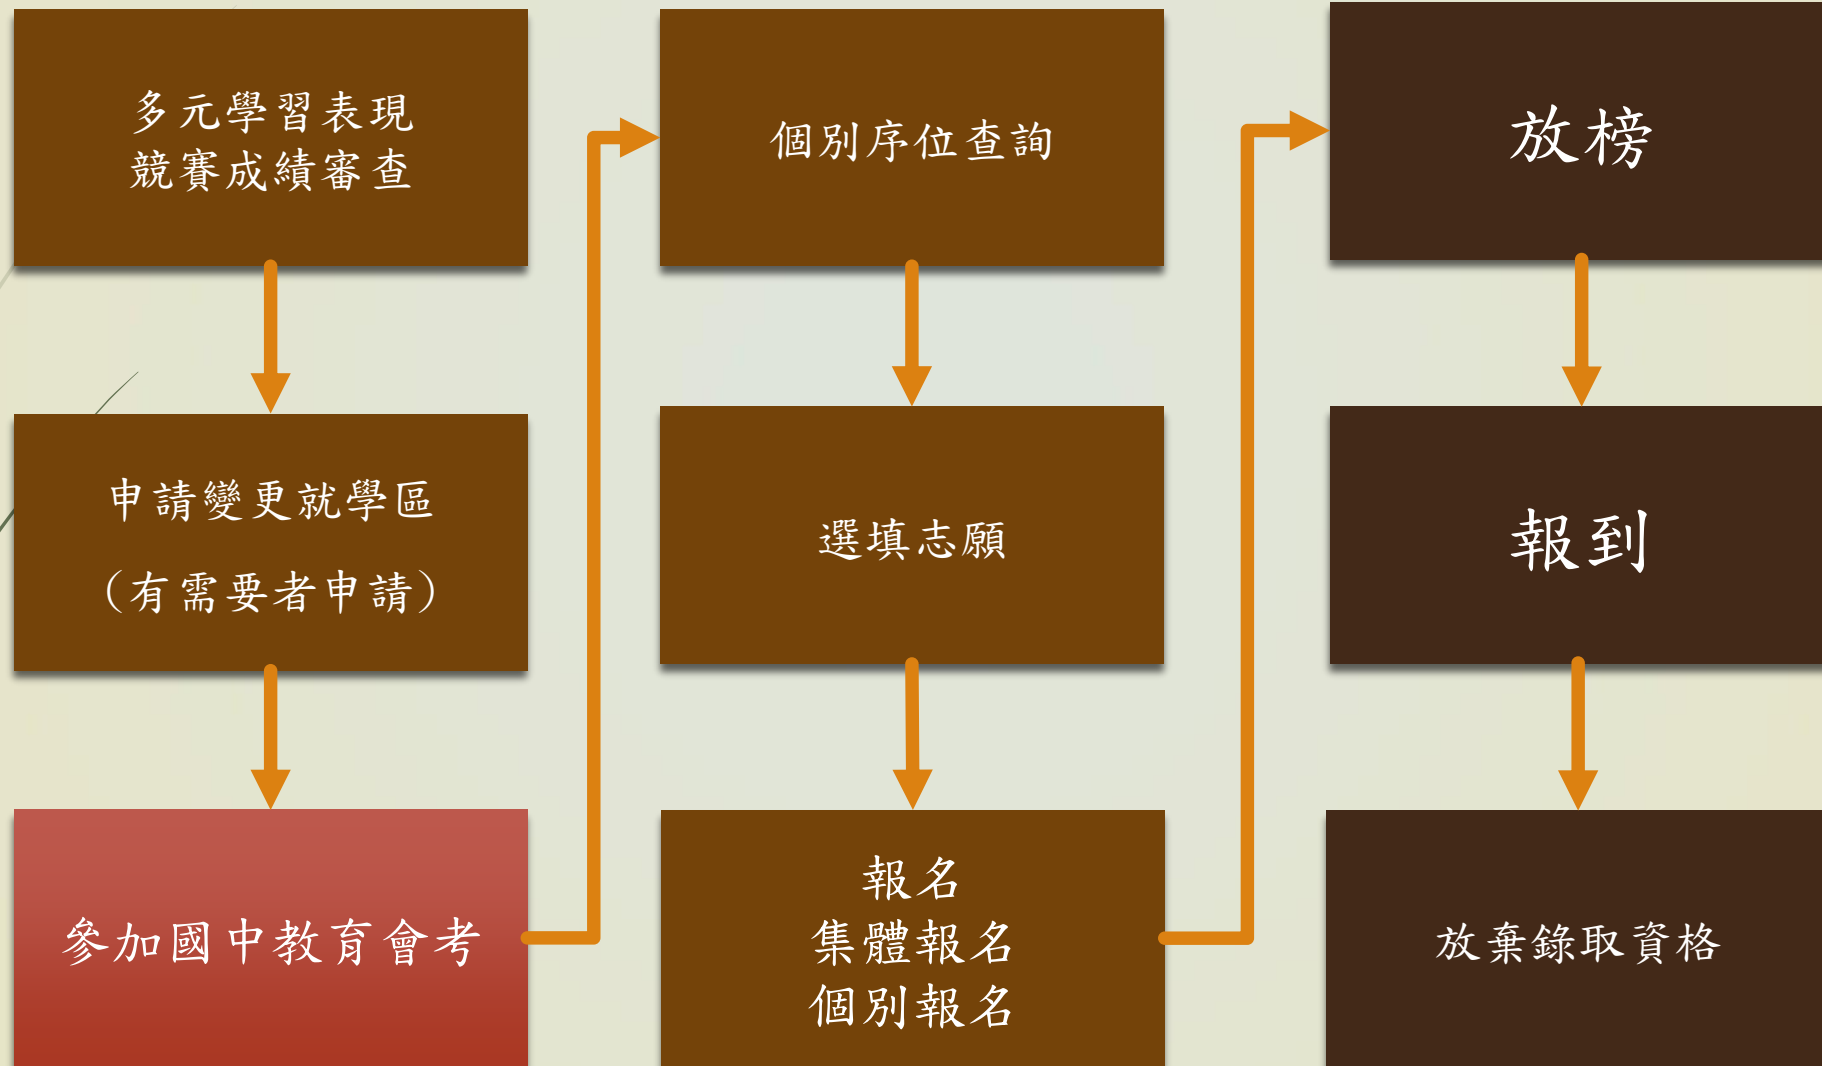 多元學習表現
競賽成績審查
申請變更就學區
（有需要者申請）
參加國中教育會考
個別序位查詢
選填志願
報名
集體報名
個別報名
放榜
報到
放棄錄取資格